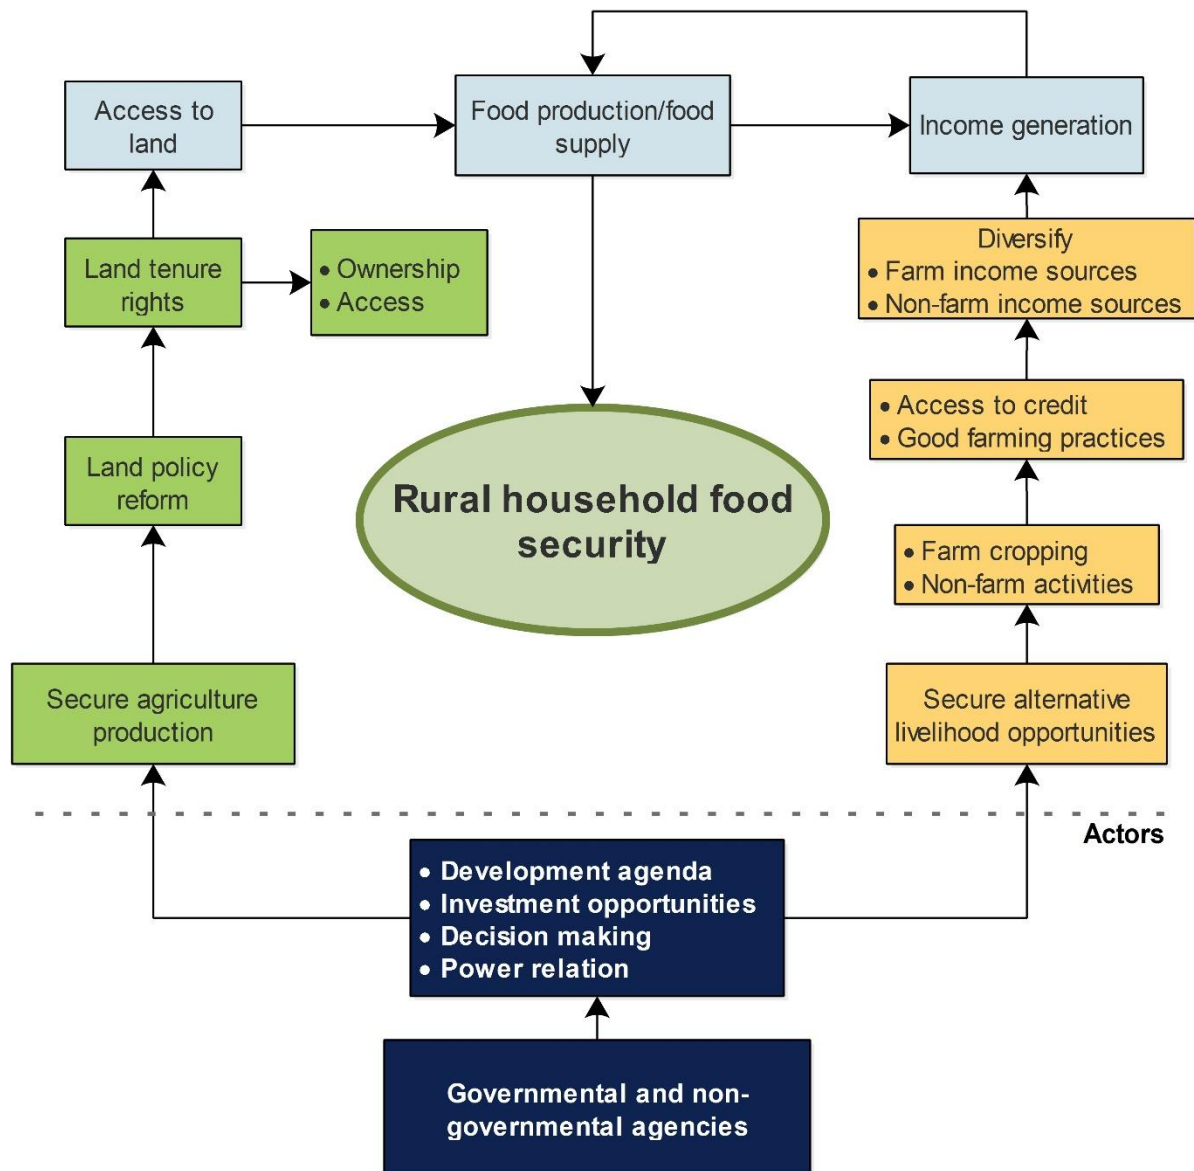 Access to
land
Food production/food
supply
Income generation
Land tenure
rights
• Ownership
• Access
Diversify
• Farm income sources
• Non-farm income sources
• Access to credit
• Good farming practices
Land policy
reform
Rural household food
security
• Farm cropping
• Non-farm activities
Secure agriculture
production
Secure alternative
livelihood opportunities
Actors
• Development agenda
• Investment opportunities
• Decision making
• Power relation
Governmental and non-
governmental agencies